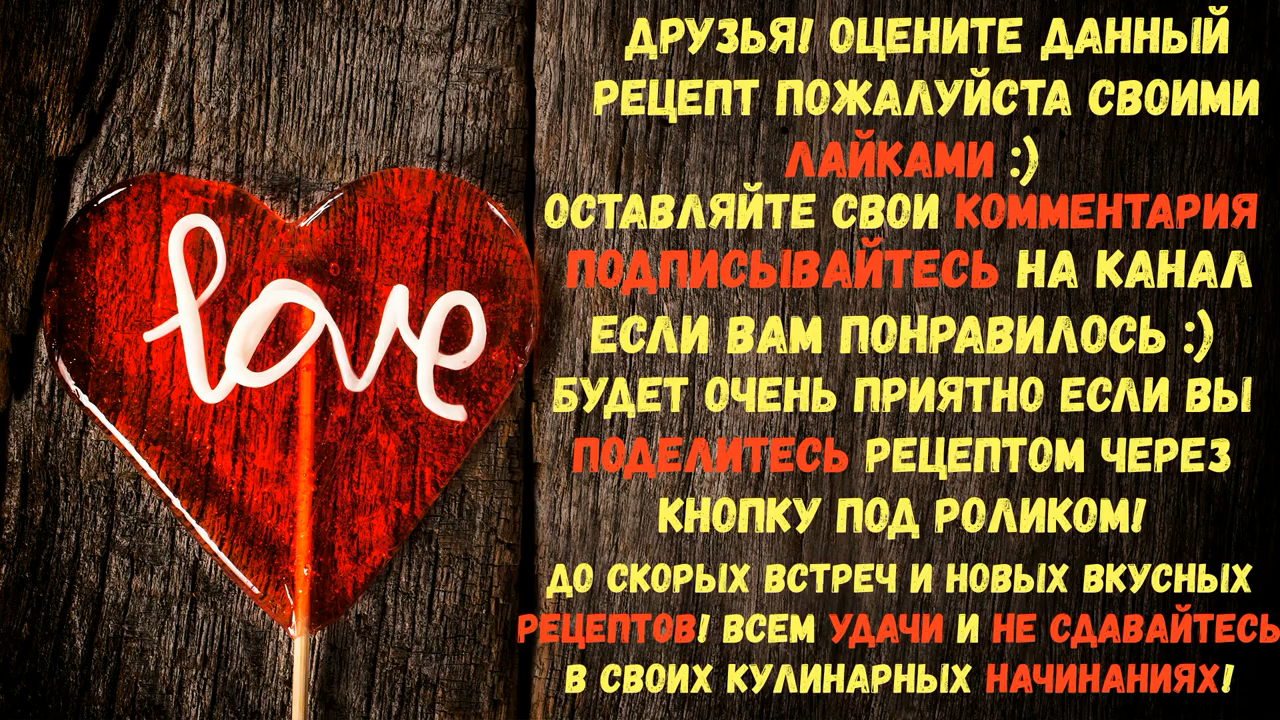 love
ДРУЗЬЯ! ОЦЕНИТЕ ДАННЫЙ
РЕЦЕПТ ПОЖАЛУЙСТА СВОИМИ
ЛАЙКАМИ :)
ОСТАВЛЯЙТЕ СВОИ КОММЕНТАРИЯ
ПОДПИСЫВАЙТЕСЬ НА КАНАЛ
ЕСЛИ ВАМ ПОНРАВИЛОСЬ :)
БУДЕТ ОЧЕНЬ ПРИЯТНО ЕСЛИ ВЫ
ПОДЕЛИТЕСЬ РЕЦЕПТОМ ЧЕРЕЗ
КНОПКУ ПОД РОЛИКОМ!
ДО СКОРЫХ ВСТРЕЧ И НОВЫХ ВКУСНЫХ
РЕЦЕПТОВ! ВСЕМ УДАЧИ И НЕ СДАВАЙТЕСЬ
В СВОИХ КУЛИНАРНЫХ НАЧИНАНИЯХ!